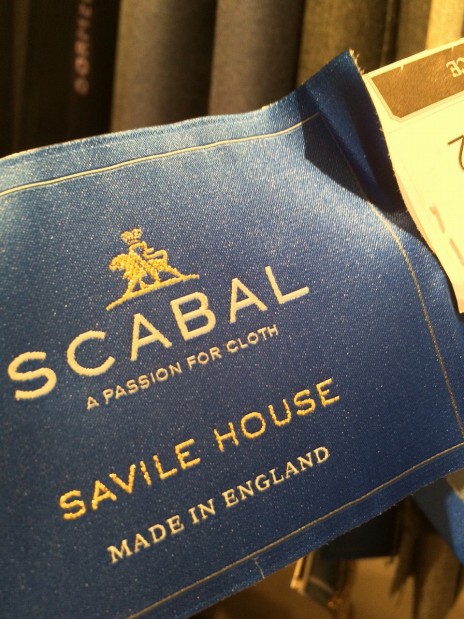 SCABAL
A PASSION FOR CLOTH
SAVILE HOUSE
MADE IN ENGLAND